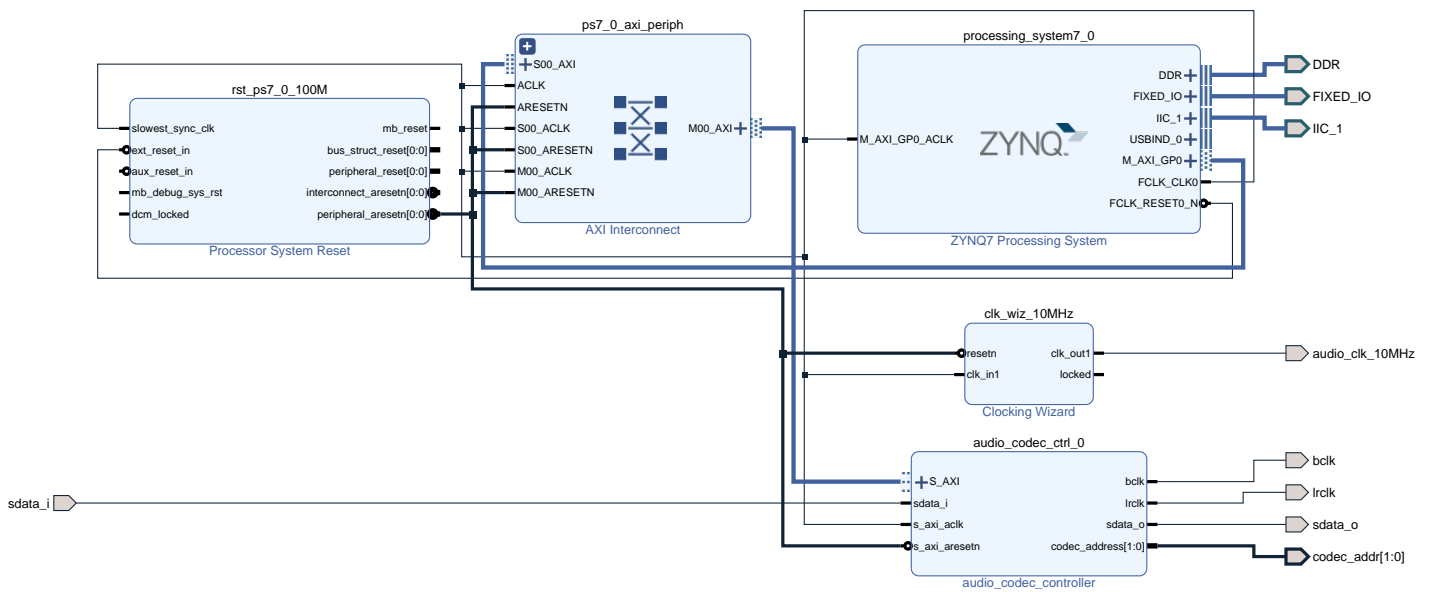 ps7_0_axi_periph
S00_AXI
ACLK
ARESETN
S00_ACLK
S00_ARESETN
M00_ACLK
M00_ARESETN
M00_AXI
AXI Interconnect
processing_system7_0
M_AXI_GP0_ACLK
ZYNQ
DDR
FIXED_IO
IIC_1
USBIND_0
M_AXI_GP0
FCLK_CLK0
FCLK_RESET0_N
ZYNQ7 Processing System
DDR
FIXED_IO
IIC_1
rst_ps7_0_100M
slowest_sync_clk
ext_reset_in
aux_reset_in
mb_debug_sys_rst
dcm_locked
mb_reset
bus_struct_reset[0:0]
peripheral_reset[0:0]
interconnect_aresetn[0:0]
peripheral_aresetn[0:0]
Processor System Reset
clk_wiz_10MHz
resetn
clk_in1
clk_out1
locked
Clocking Wizard
audio_clk_10MHz
audio_codec_ctrl_0
S_AXI
sdata_i
s_axi_aclk
s_axi_aresetn
bclk
lrclk
sdata_o
codec_address[1:0]
audio_codec_controller
sdata_i
bclk
lrclk
sdata_o
codec_addr[1:0]